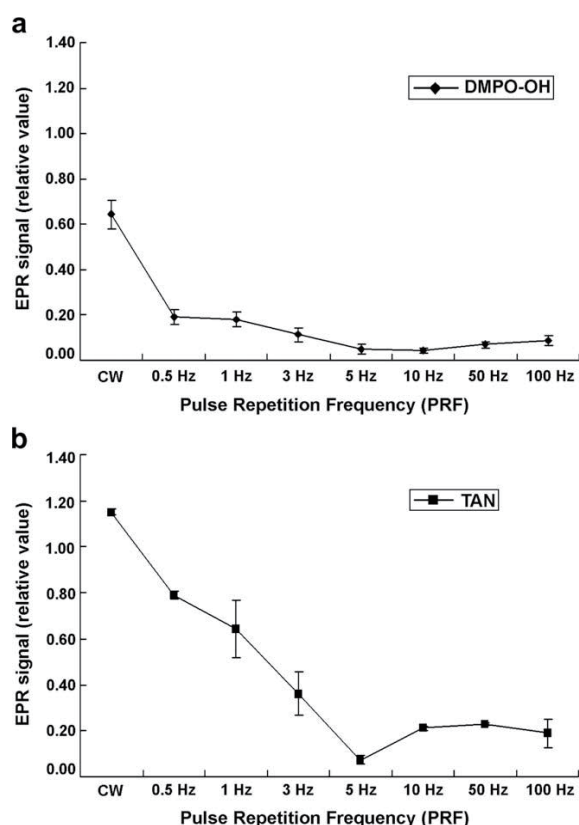 a
1.40
1.20
1.00
0.80
0.60
0.40
0.20
0.00
EPR signal (relative value)
DMPO-OH
CW 0.5 Hz 1 Hz 3 Hz 5 Hz 10 Hz 50 Hz 100 Hz
Pulse Repetition Frequency (PRF)
b
1.40
1.20
1.00
0.80
0.60
0.40
0.20
0.00
EPR signal (relative value)
TAN
CW 0.5 Hz 1 Hz 3 Hz 5 Hz 10 Hz 50 Hz 100 Hz
Pulse Repetition Frequency (PRF)